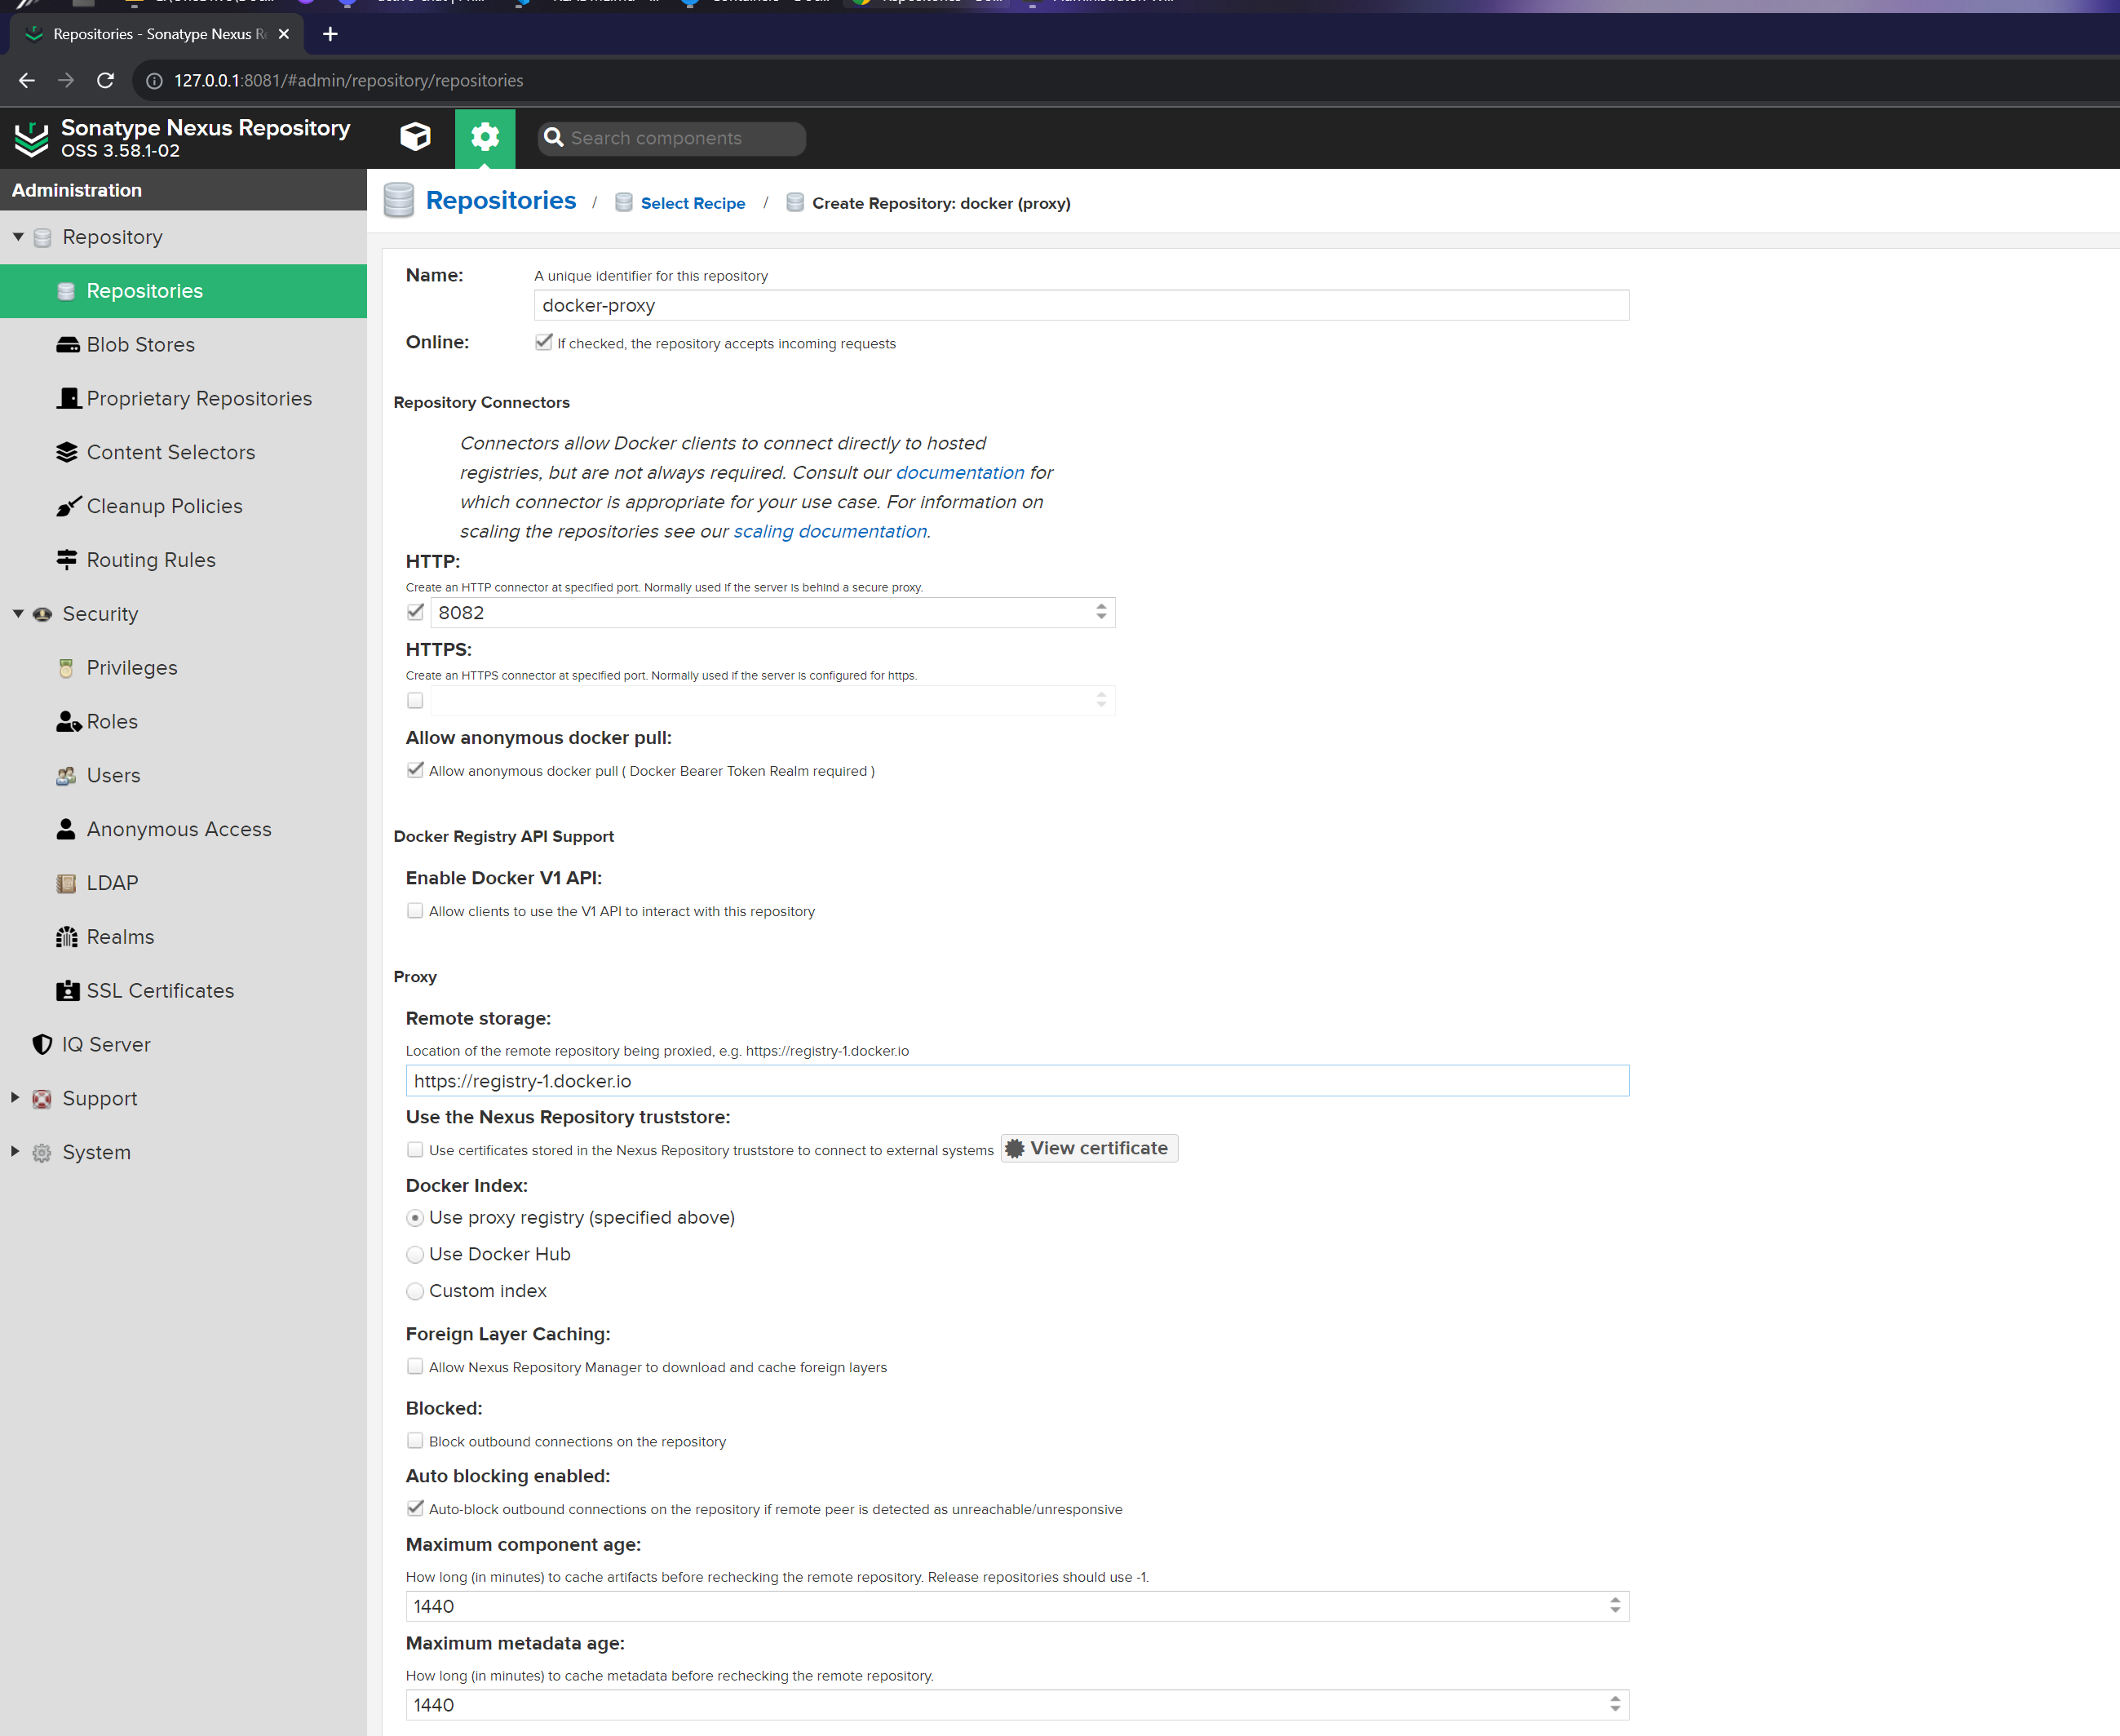 Repositories - Sonatype Nexus Re
127.0.0.1:8081/#admin/repository/repositories
Sonatype Nexus Repository
OSS 3.58.1-02
Search components
Administration
Repositories / Select Recipe / Create Repository: docker (proxy)
Repository
Repositories
Blob Stores
Proprietary Repositories
Content Selectors
Cleanup Policies
Routing Rules
Security
Privileges
Roles
Users
Anonymous Access
LDAP
Realms
SSL Certificates
IQ Server
Support
System
Name: A unique identifier for this repository
docker-proxy
Online: If checked, the repository accepts incoming requests
Repository Connectors
Connectors allow Docker clients to connect directly to hosted
registries, but are not always required. Consult our documentation for
which connector is appropriate for your use case. For information on
scaling the repositories see our scaling documentation.
HTTP:
Create an HTTP connector at specified port. Normally used if the server is behind a secure proxy.
8082
HTTPS:
Create an HTTPS connector at specified port. Normally used if the server is configured for https.
Allow anonymous docker pull:
Allow anonymous docker pull ( Docker Bearer Token Realm required )
Docker Registry API Support
Enable Docker V1 API:
Allow clients to use the V1 API to interact with this repository
Proxy
Remote storage:
Location of the remote repository being proxied, e.g. https://registry-1.docker.io
https://registry-1.docker.io
Use the Nexus Repository truststore:
Use certificates stored in the Nexus Repository truststore to connect to external systems View certificate
Docker Index:
Use proxy registry (specified above)
Use Docker Hub
Custom index
Foreign Layer Caching:
Allow Nexus Repository Manager to download and cache foreign layers
Blocked:
Block outbound connections on the repository
Auto blocking enabled:
Auto-block outbound connections on the repository if remote peer is detected as unreachable/unresponsive
Maximum component age:
How long (in minutes) to cache artifacts before rechecking the remote repository. Release repositories should use -1.
1440
Maximum metadata age:
How long (in minutes) to cache metadata before rechecking the remote repository.
1440